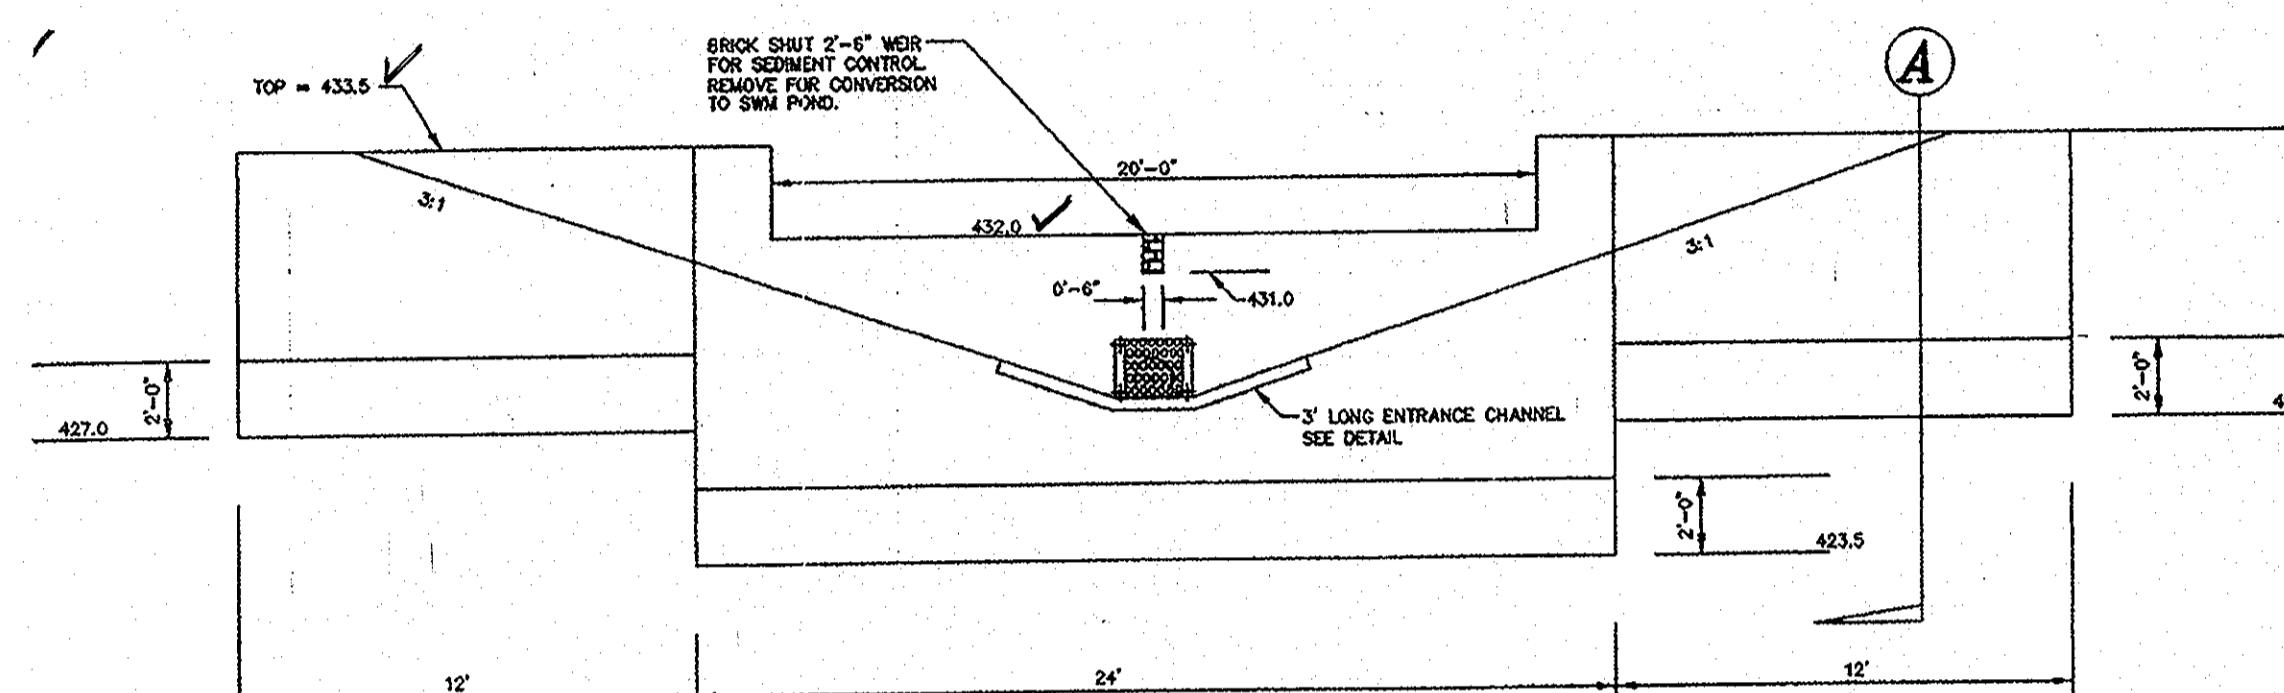 BRICK SHUT 2'-6" WEIR
FOR SEDIMENT CONTROL.
REMOVE FOR CONVERSION
TO SWM POND.
TOP = 433.5
A
20'-0"
3:1
432.0
3:1
0'-6"
431.0
2'-0"
427.0
2'-0"
3' LONG ENTRANCE CHANNEL
SEE DETAIL
2'-0"
423.5
12'
24'
12'